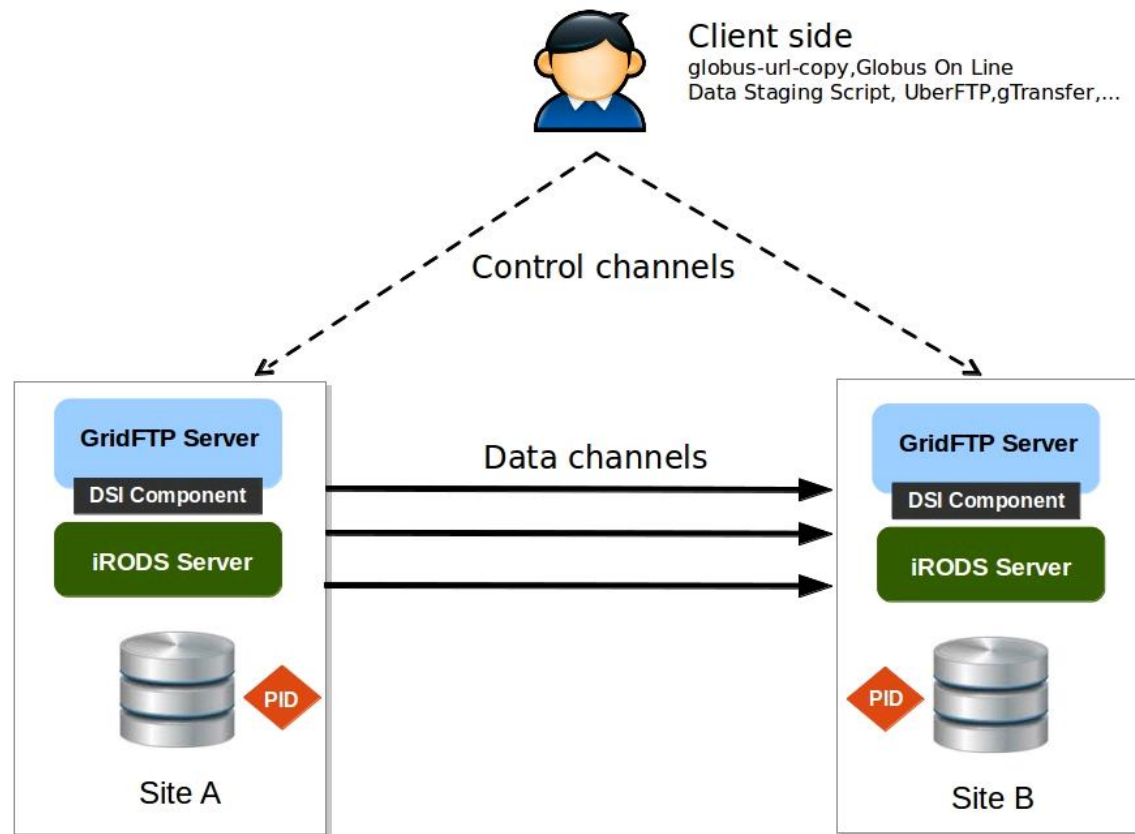 Client side
globus-url-copy,Globus On Line
Data Staging Script, UberFTP,gTransfer,...
Control channels
GridFTP Server
DSI Component
iRODS Server
PID
Site A
Data channels
GridFTP Server
DSI Component
iRODS Server
PID
Site B